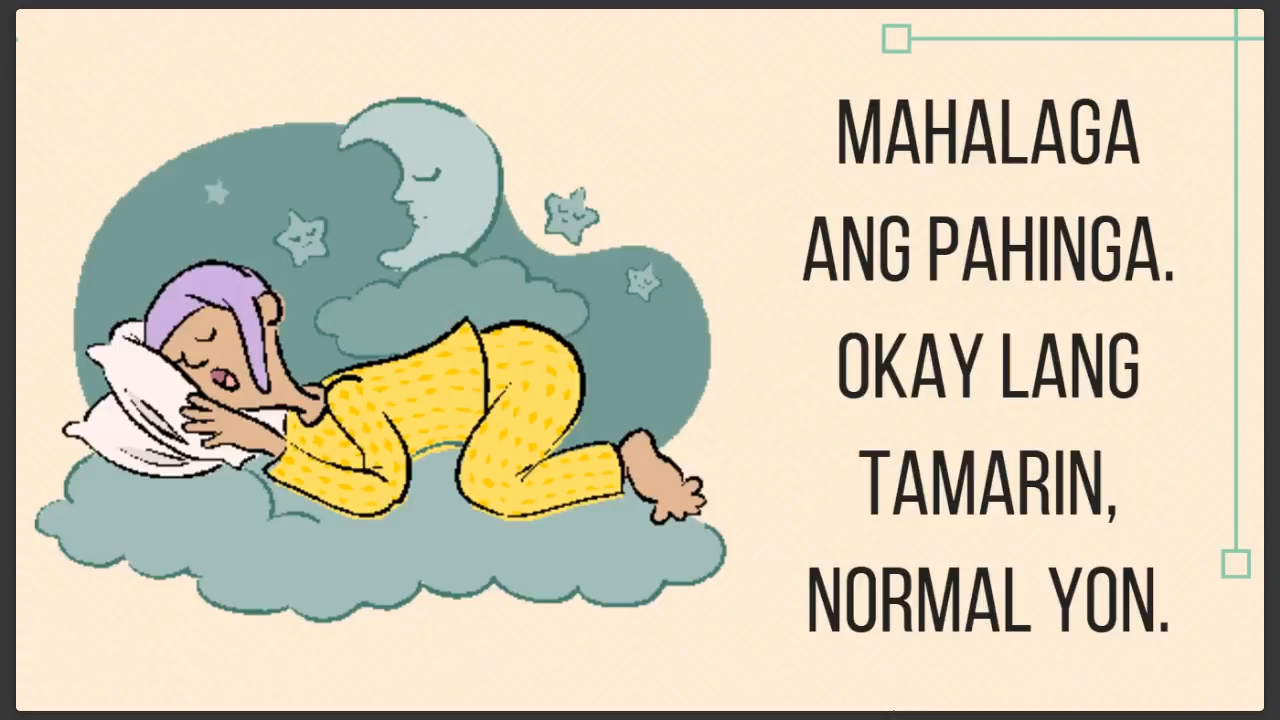 MAHALAGA
ANG PAHINGA.
OKAY LANG
TAMARIN,
NORMAL YON.